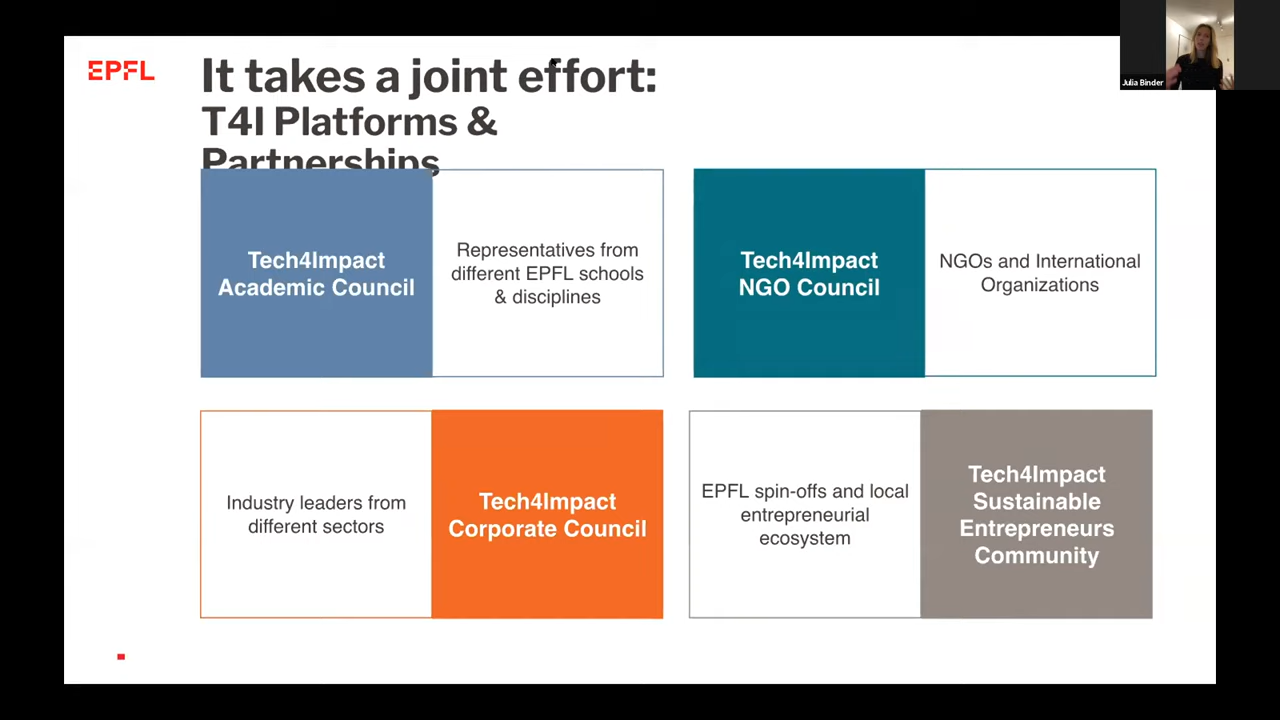 EPFL
It takes a joint effort:
T4I Platforms &
Partnerships
Julia Binder
Tech4Impact
Academic Council
Representatives from
different EPFL schools
& disciplines
Tech4Impact
NGO Council
NGOs and International
Organizations
Industry leaders from
different sectors
Tech4Impact
Corporate Council
EPFL spin-offs and local
entrepreneurial
ecosystem
Tech4Impact
Sustainable
Entrepreneurs
Community